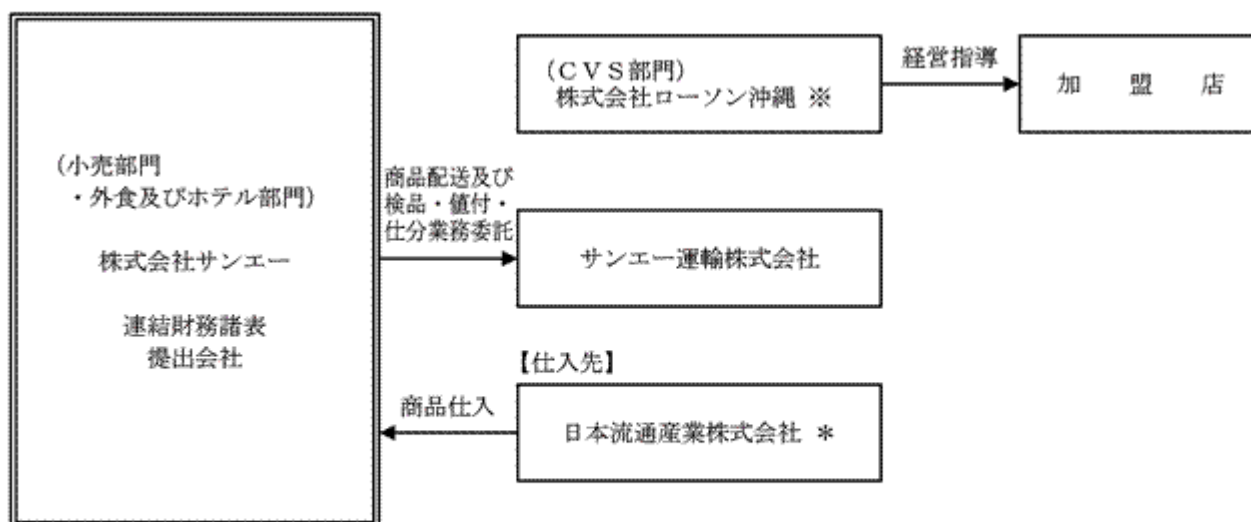 (小売部門
・外食及びホテル部門)
株式会社サンエー
連結財務諸表
提出会社
(CVS部門)
株式会社ローソン沖縄 ※
経営指導
加 盟 店
商品配送及び
検品・値付・
仕分業務委託
サンエー運輸株式会社
【仕入先】
商品仕入
日本流通産業株式会社 *